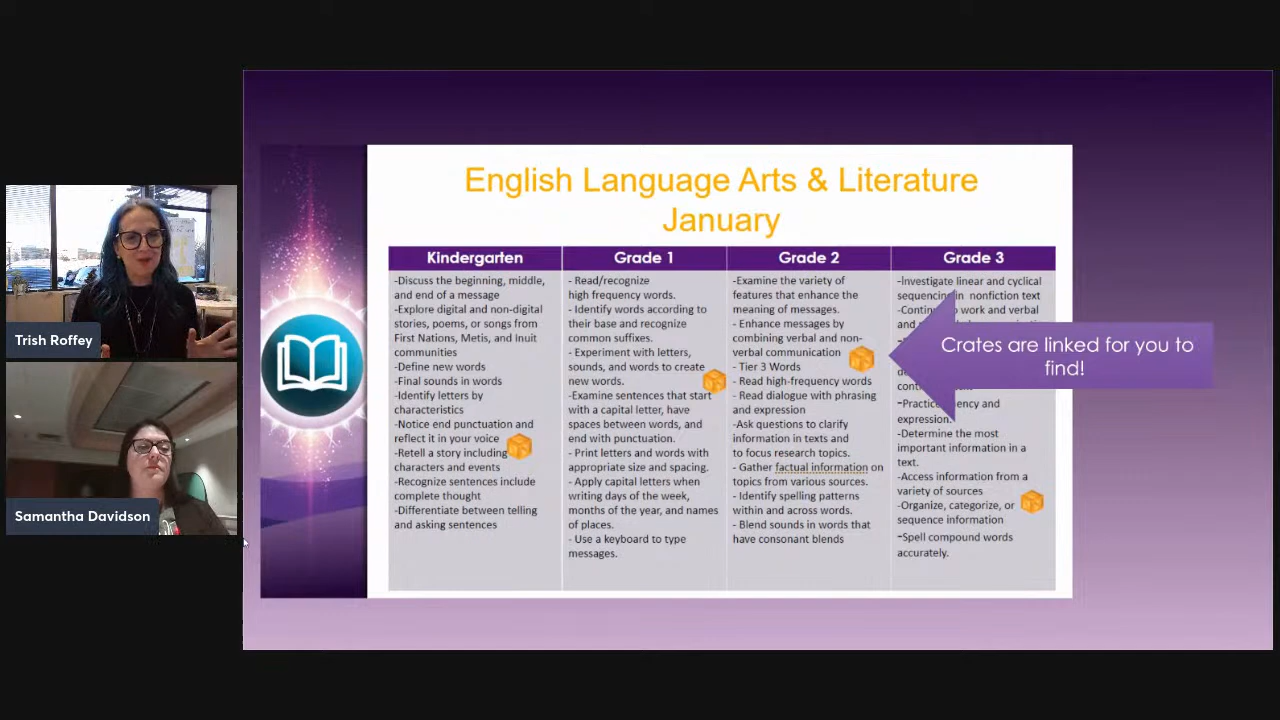 English Language Arts & Literature
January
Kindergarten
-Discuss the beginning, middle,
and end of a message
-Explore digital and non-digital
stories, poems, or songs from
First Nations, Metis, and Inuit
communities
-Define new words
-Final sounds in words
-Identify letters by
characteristics
-Notice end punctuation and
reflect it in your voice
-Retell a story including
characters and events
-Recognize sentences include
complete thought
-Differentiate between telling
and asking sentences
Grade 1
- Read/recognize
high frequency words.
- Identify words according to
their base and recognize
common suffixes.
- Experiment with letters,
sounds, and words to create
new words.
-Examine sentences that start
with a capital letter, have
spaces between words, and
end with punctuation.
- Print letters and words with
appropriate size and spacing.
- Apply capital letters when
writing days of the week,
months of the year, and names
of places.
- Use a keyboard to type
messages.
Grade 2
-Examine the variety of
features that enhance the
meaning of messages.
- Enhance messages by
combining verbal and non-
verbal communication
- Tier 3 Words
- Read high-frequency words
- Read dialogue with phrasing
and expression
-Ask questions to clarify
information in texts and
to focus research topics.
- Gather factual information on
topics from various sources.
- Identify spelling patterns
within and across words.
- Blend sounds in words that
have consonant blends
Grade 3
-Investigate linear and cyclical
sequencing in nonfiction text
work and verbal
and
-Practice and
expression.
-Determine the most
important information in a
text.
-Access information from a
variety of sources
-Organize, categorize, or
sequence information
-Spell compound words
accurately.
Crates are linked for you to
find!
Trish Roffey
Samantha Davidson